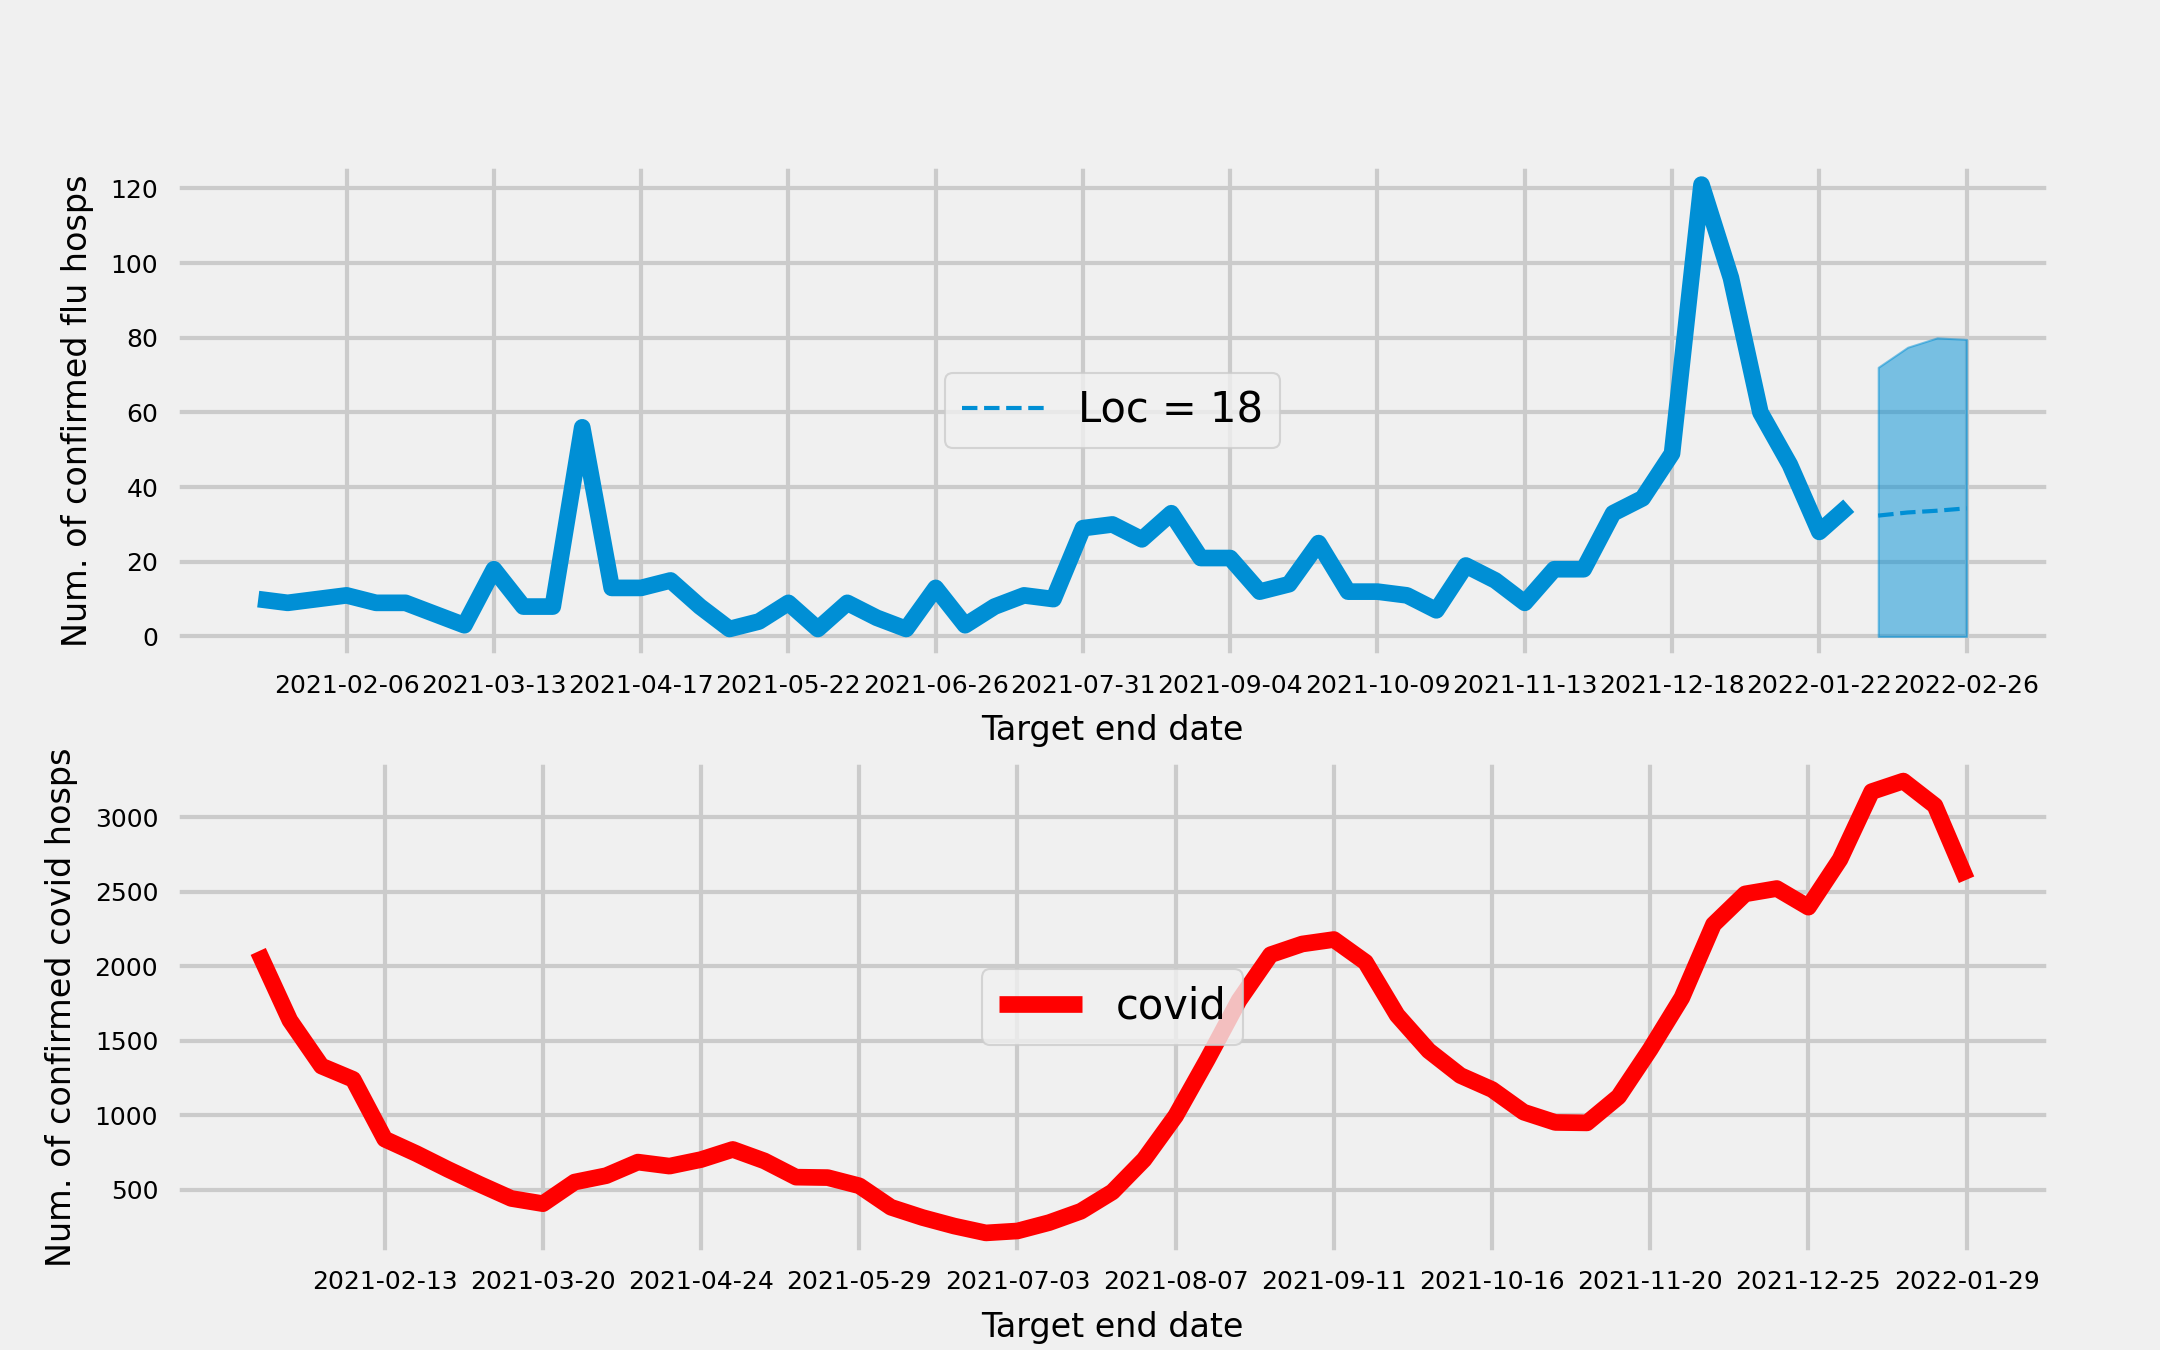 Num. of confirmed flu hosps
120
100
80
60
40
20
0
Loc = 18
2021-02-06 2021-03-13 2021-04-17 2021-05-22 2021-06-26 2021-07-31 2021-09-04 2021-10-09 2021-11-13 2021-12-18 2022-01-22 2022-02-26
Target end date
Num. of confirmed covid hosps
3000
2500
2000
1500
1000
500
covid
2021-02-13 2021-03-20 2021-04-24 2021-05-29 2021-07-03 2021-08-07 2021-09-11 2021-10-16 2021-11-20 2021-12-25 2022-01-29
Target end date